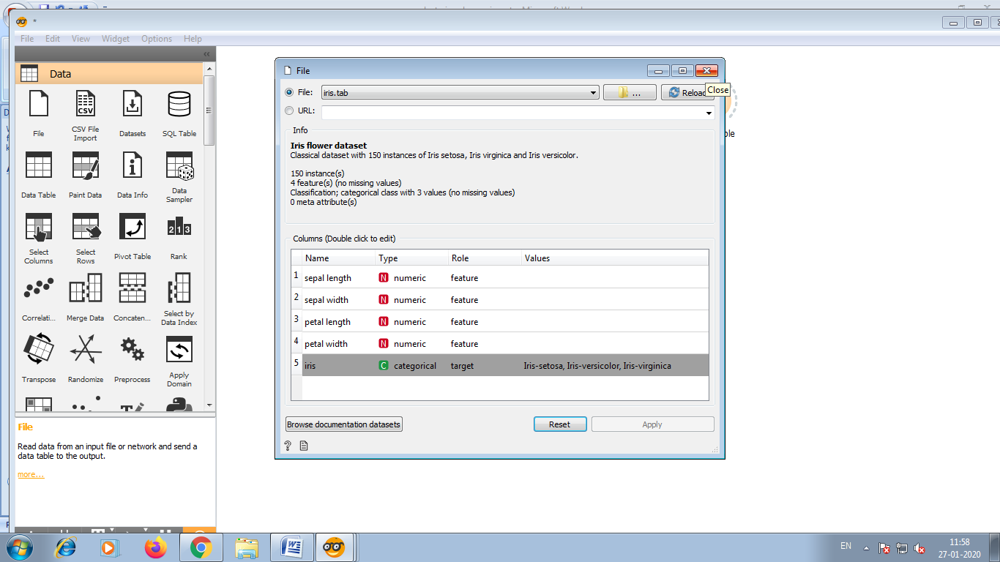 *
File Edit View Widget Options Help
Data
File
CSV File Import
Datasets
SQL Table
Data Table
Paint Data
Data Info
Data Sampler
Select Columns
Select Rows
Pivot Table
Rank
Correlati...
Merge Data
Concaten...
Select by Data Index
Transpose
Randomize
Preprocess
Apply Domain
File
Read data from an input file or network and send a
data table to the output.
more...
File
File: iris.tab ... Reload
Close
URL:
Info
Iris flower dataset
Classical dataset with 150 instances of Iris setosa, Iris virginica and Iris versicolor.
150 instance(s)
4 feature(s) (no missing values)
Classification; categorical class with 3 values (no missing values)
0 meta attribute(s)
Columns (Double click to edit)
Name Type Role Values
1 sepal length N numeric feature
2 sepal width N numeric feature
3 petal length N numeric feature
4 petal width N numeric feature
5 iris C categorical target Iris-setosa, Iris-versicolor, Iris-virginica
Browse documentation datasets Reset Apply
?
EN
11:58
27-01-2020